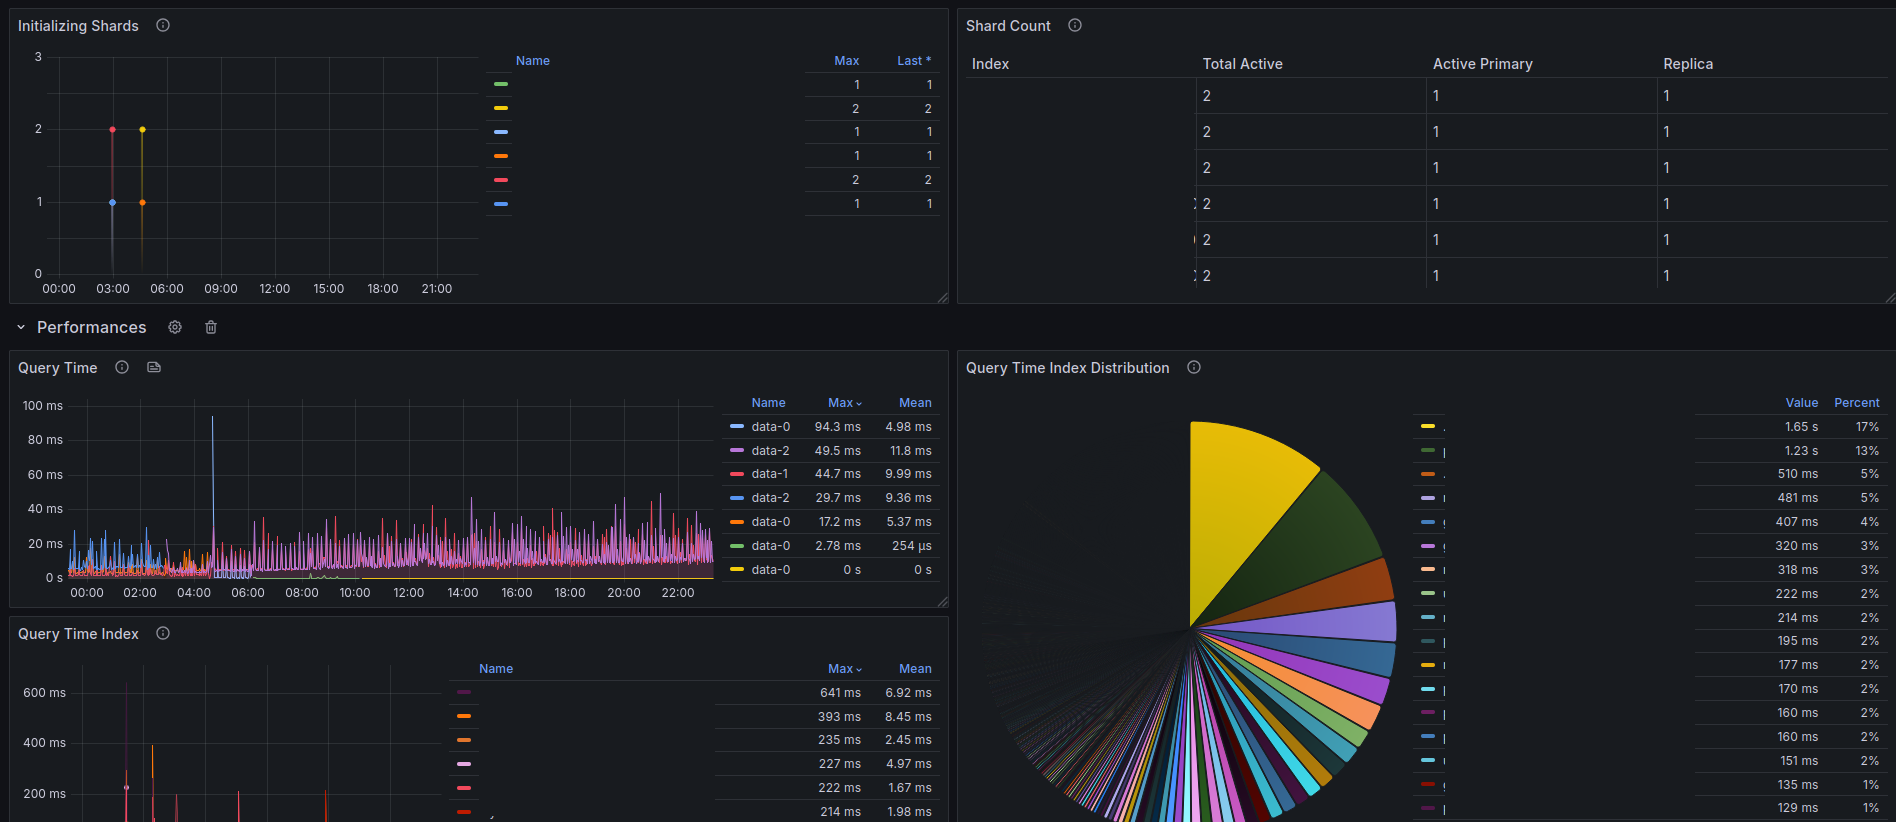 Initializing Shards
Name Max Last *
3
2
1
0
00:00 03:00 06:00 09:00 12:00 15:00 18:00 21:00
1 1
2 2
1 1
1 1
2 2
1 1
Shard Count
Index Total Active Active Primary Replica
2 1 1
2 1 1
2 1 1
2 1 1
2 1 1
2 1 1
Performances
Query Time
100 ms
80 ms
60 ms
40 ms
20 ms
0 s
00:00 02:00 04:00 06:00 08:00 10:00 12:00 14:00 16:00 18:00 20:00 22:00
Name Max Mean
data-0 94.3 ms 4.98 ms
data-2 49.5 ms 11.8 ms
data-1 44.7 ms 9.99 ms
data-2 29.7 ms 9.36 ms
data-0 17.2 ms 5.37 ms
data-0 2.78 ms 254 µs
data-0 0 s 0 s
Query Time Index
600 ms
400 ms
200 ms
Name Max Mean
641 ms 6.92 ms
393 ms 8.45 ms
235 ms 2.45 ms
227 ms 4.97 ms
222 ms 1.67 ms
214 ms 1.98 ms
Query Time Index Distribution
Value Percent
1.65 s 17%
1.23 s 13%
510 ms 5%
481 ms 5%
407 ms 4%
320 ms 3%
318 ms 3%
222 ms 2%
214 ms 2%
195 ms 2%
177 ms 2%
170 ms 2%
160 ms 2%
160 ms 2%
151 ms 2%
135 ms 1%
129 ms 1%